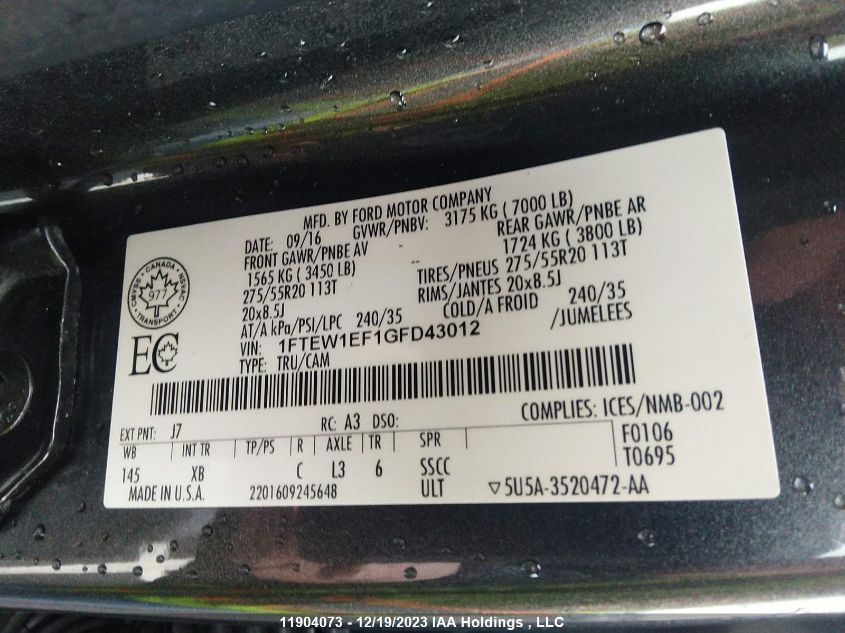 MFD. BY FORD MOTOR COMPANY
DATE: 09/16 GVWR/PNBV: 3175 KG ( 7000 LB)
FRONT GAWR/PNBE AV REAR GAWR/PNBE AR
1565 KG ( 3450 LB) 1724 KG ( 3800 LB)
275/55R20 113T TIRES/PNEUS 275/55R20 113T
20x8.5J RIMS/JANTES 20x8.5J
AT/A kPa/PSI/LPC 240/35 COLD/A FROID 240/35
VIN: 1FTEW1EF1GFD43012 /JUMELEES
TYPE: TRU/CAM
CANADA
977
TRANSPORT
EC
RC: A3 DSO: COMPLIES: ICES/NMB-002
EXT PNT: J7 F0106
WB INT TR TP/PS R AXLE TR SPR T0695
145 XB C L3 6 SSCC
MADE IN U.S.A. 2201609245648 ULT ▽5U5A-3520472-AA
11904073 - 12/19/2023 IAA Holdings , LLC